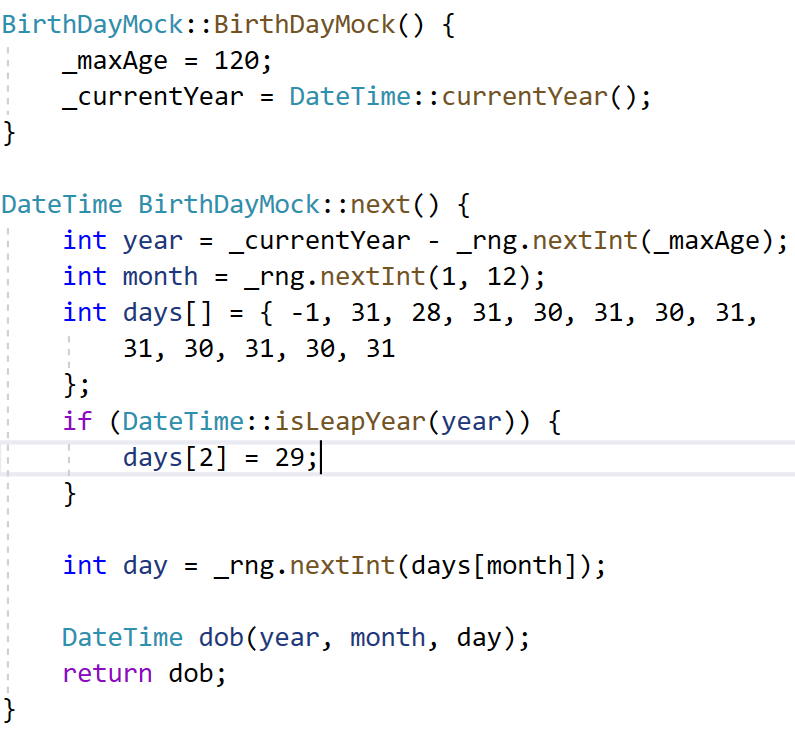 BirthDayMock::BirthDayMock() {
    _maxAge = 120;
    _currentYear = DateTime::currentYear();
}

DateTime BirthDayMock::next() {
    int year = _currentYear - _rng.nextInt(_maxAge);
    int month = _rng.nextInt(1, 12);
    int days[] = { -1, 31, 28, 31, 30, 31, 30, 31,
        31, 30, 31, 30, 31
    };
    if (DateTime::isLeapYear(year)) {
        days[2] = 29;
    }

    int day = _rng.nextInt(days[month]);

    DateTime dob(year, month, day);
    return dob;
}